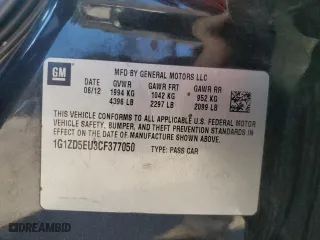 GM
MFD BY GENERAL MOTORS LLC
DATE GVWR GAWR FRT GAWR RR
06/12 1994 KG 1042 KG 952 KG
4396 LB 2297 LB 2099 LB
THIS VEHICLE CONFORMS TO ALL APPLICABLE U.S. FEDERAL MOTOR
VEHICLE SAFETY, BUMPER, AND THEFT PREVENTION STANDARDS IN
EFFECT ON THE DATE OF MANUFACTURE SHOWN ABOVE.
1G1ZD5EU3CF377050 TYPE: PASS CAR